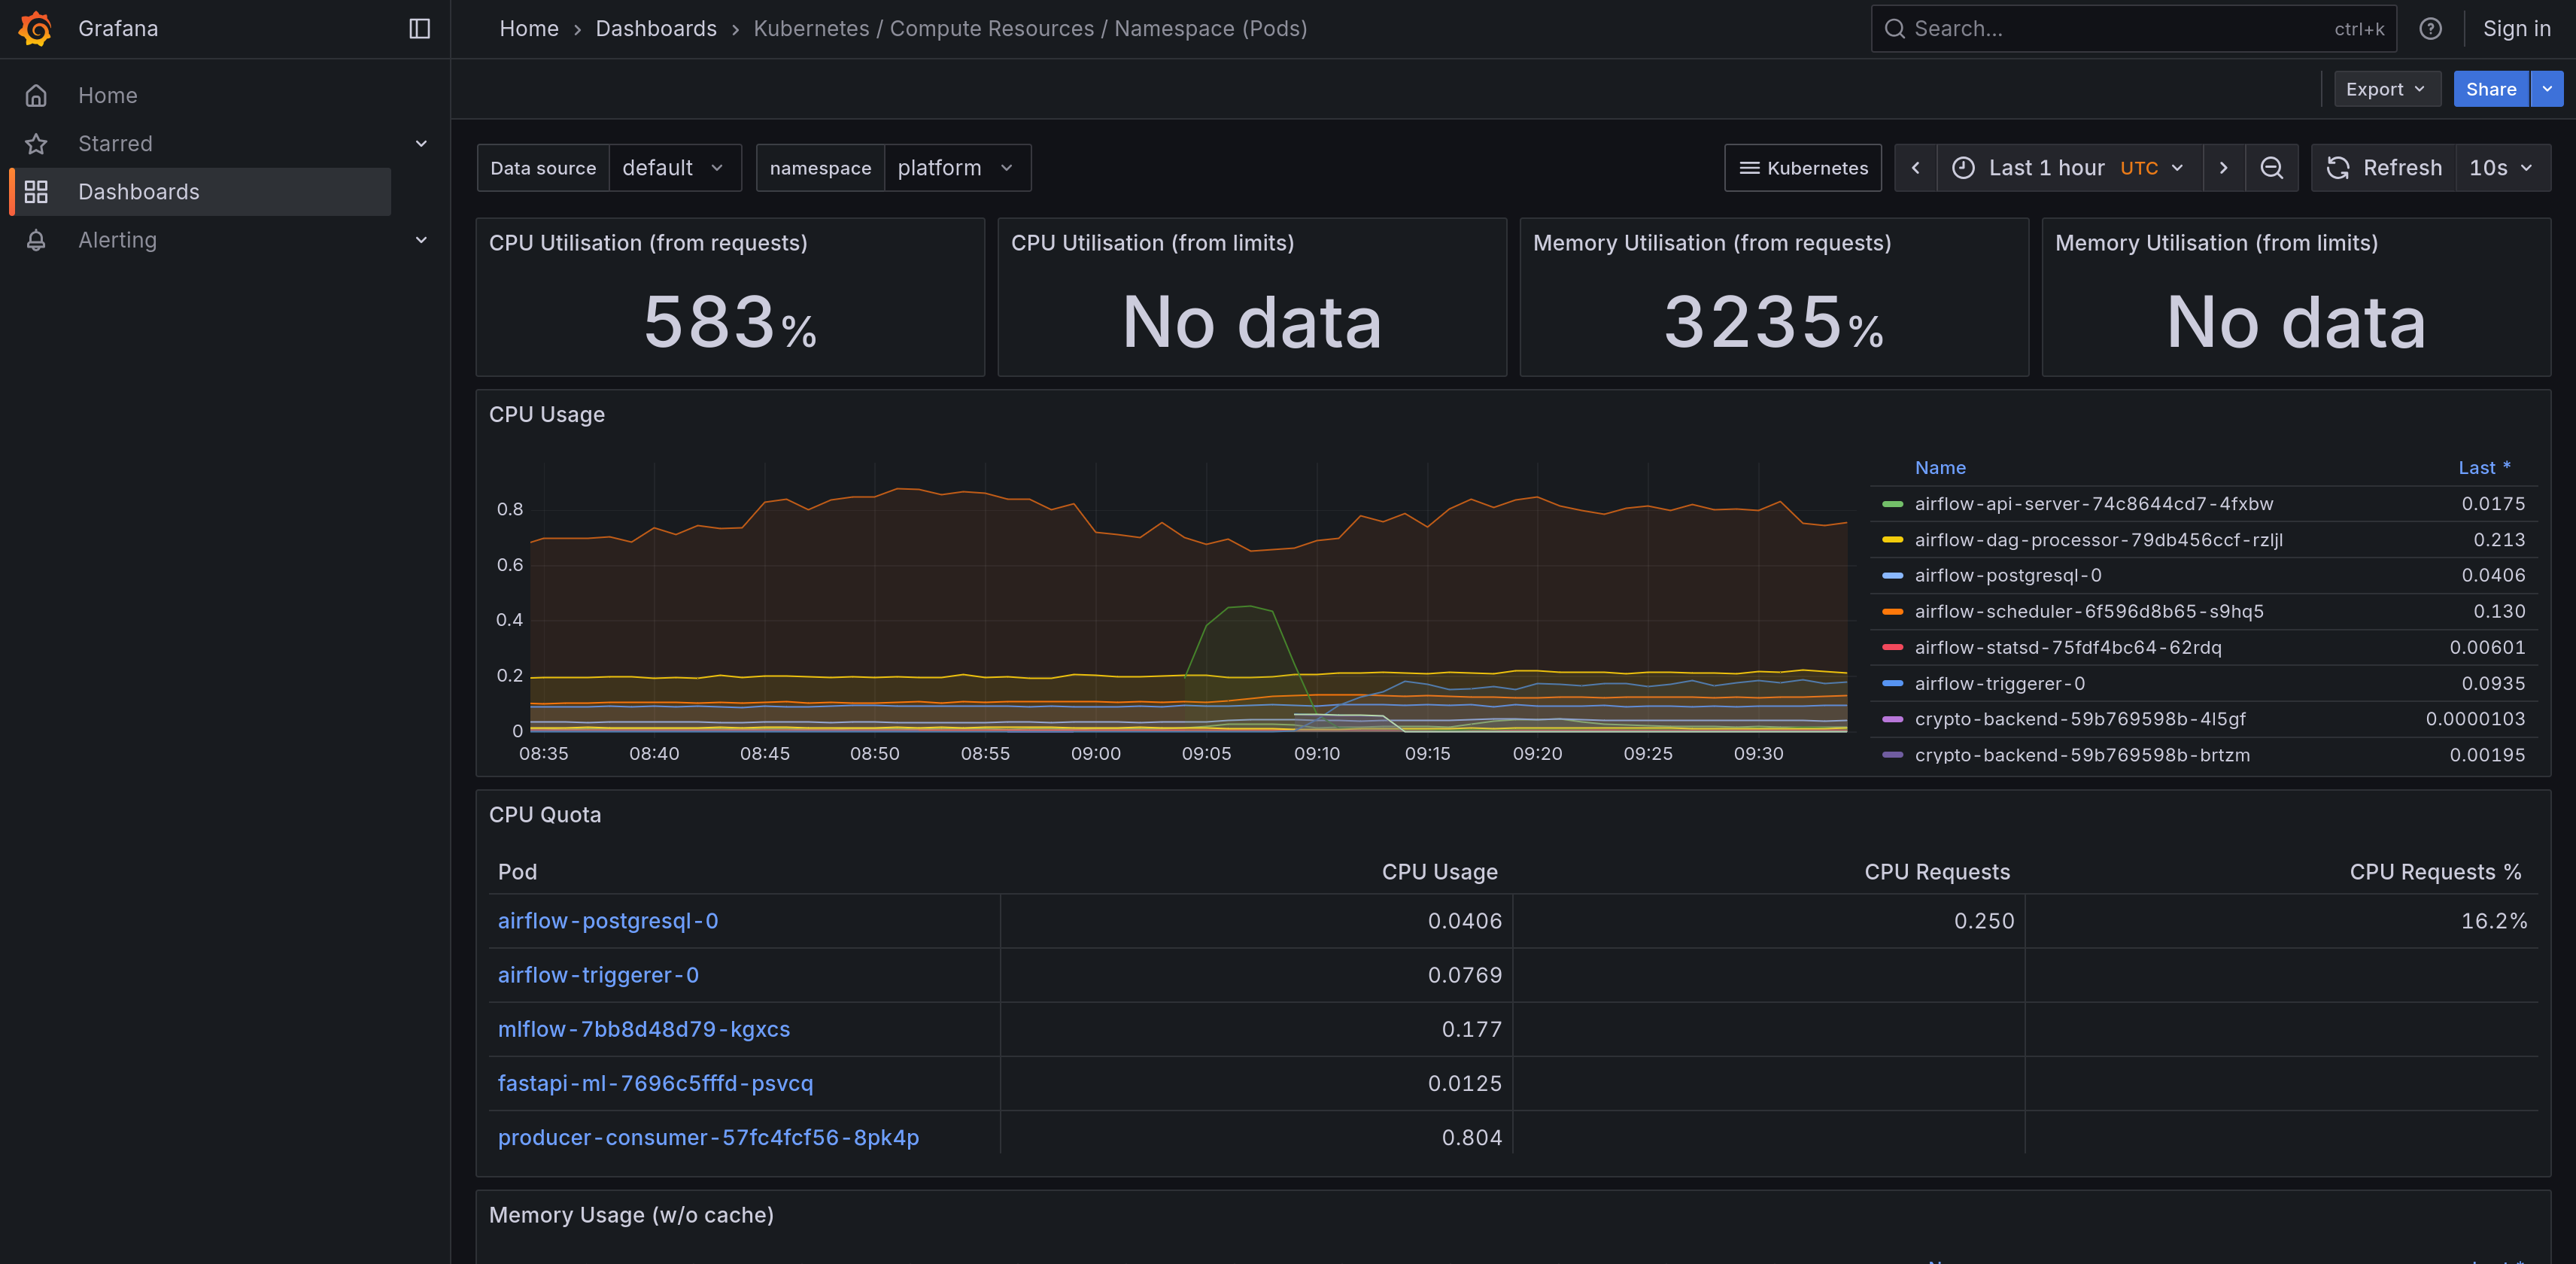 Grafana
Home
Starred
Dashboards
Alerting
Home › Dashboards › Kubernetes / Compute Resources / Namespace (Pods)
Search... ctrl+k
Sign in
Export
Share
Data source default
namespace platform
Kubernetes
Last 1 hour UTC
Refresh 10s
CPU Utilisation (from requests)
583%
CPU Utilisation (from limits)
No data
Memory Utilisation (from requests)
3235%
Memory Utilisation (from limits)
No data
CPU Usage
0.8
0.6
0.4
0.2
0
08:35 08:40 08:45 08:50 08:55 09:00 09:05 09:10 09:15 09:20 09:25 09:30
Name Last *
airflow-api-server-74c8644cd7-4fxbw 0.0175
airflow-dag-processor-79db456ccf-rzljl 0.213
airflow-postgresql-0 0.0406
airflow-scheduler-6f596d8b65-s9hq5 0.130
airflow-statsd-75fdf4bc64-62rdq 0.00601
airflow-triggerer-0 0.0935
crypto-backend-59b769598b-4l5gf 0.0000103
crypto-backend-59b769598b-brtzm 0.00195
CPU Quota
Pod CPU Usage CPU Requests CPU Requests %
airflow-postgresql-0 0.0406 0.250 16.2%
airflow-triggerer-0 0.0769
mlflow-7bb8d48d79-kgxcs 0.177
fastapi-ml-7696c5fffd-psvcq 0.0125
producer-consumer-57fc4fcf56-8pk4p 0.804
Memory Usage (w/o cache)